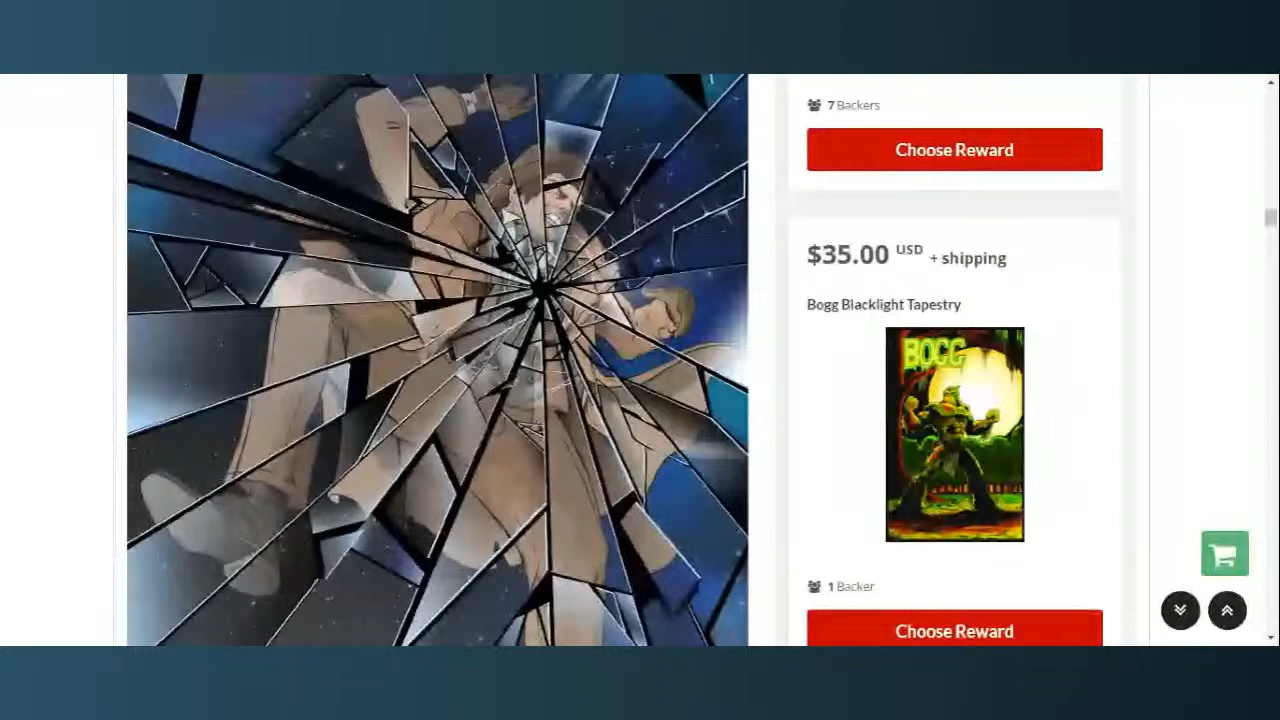 7 Backers
Choose Reward
$35.00 USD + shipping
Bogg Blacklight Tapestry
BOGG
1 Backer
Choose Reward